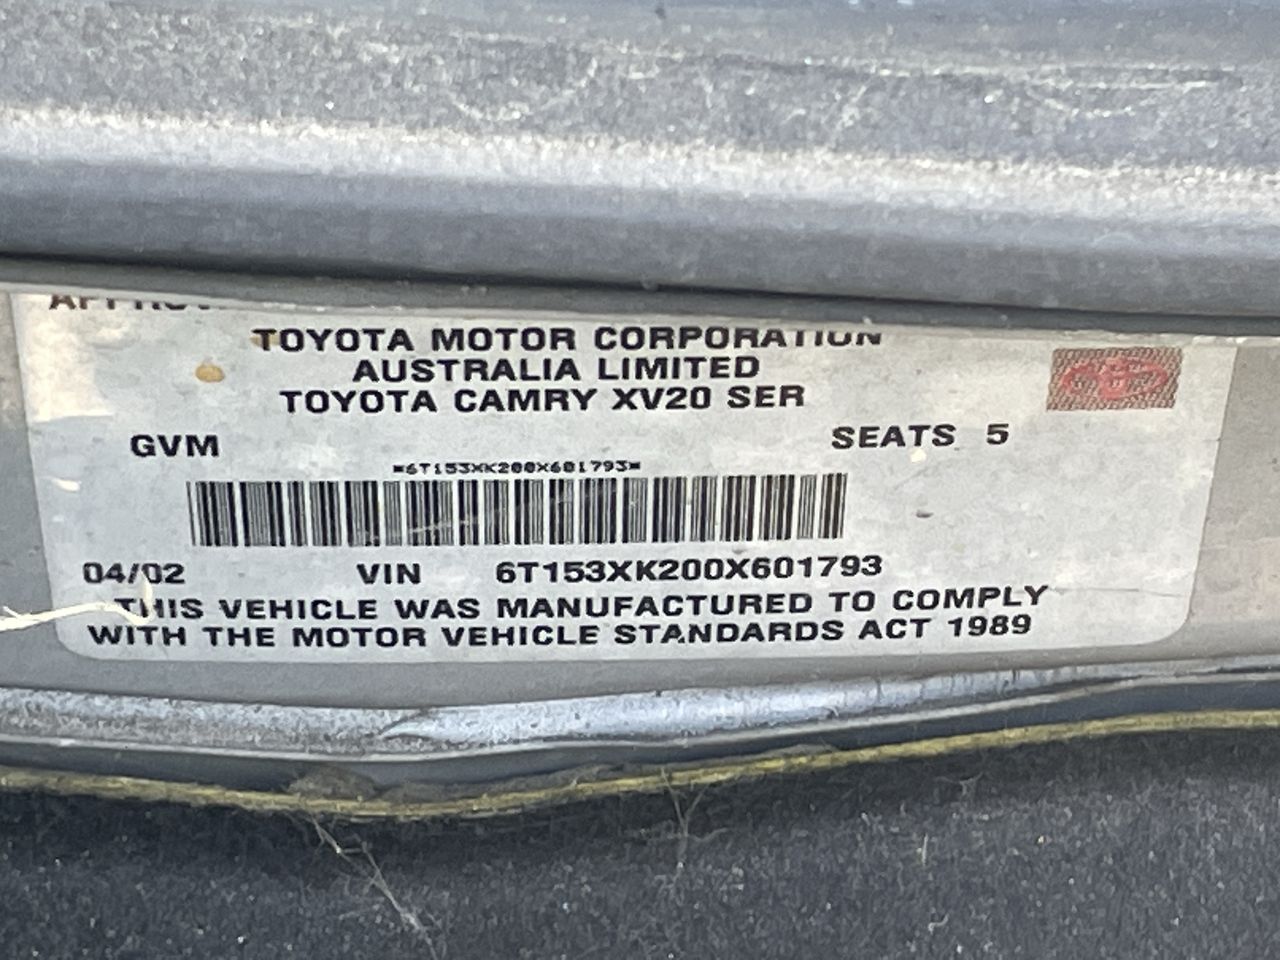 TOYOTA MOTOR CORPORATION
AUSTRALIA LIMITED
TOYOTA CAMRY XV20 SER
GVM SEATS 5
*6T153XK200X601793*
04/02 VIN 6T153XK200X601793
THIS VEHICLE WAS MANUFACTURED TO COMPLY
WITH THE MOTOR VEHICLE STANDARDS ACT 1989